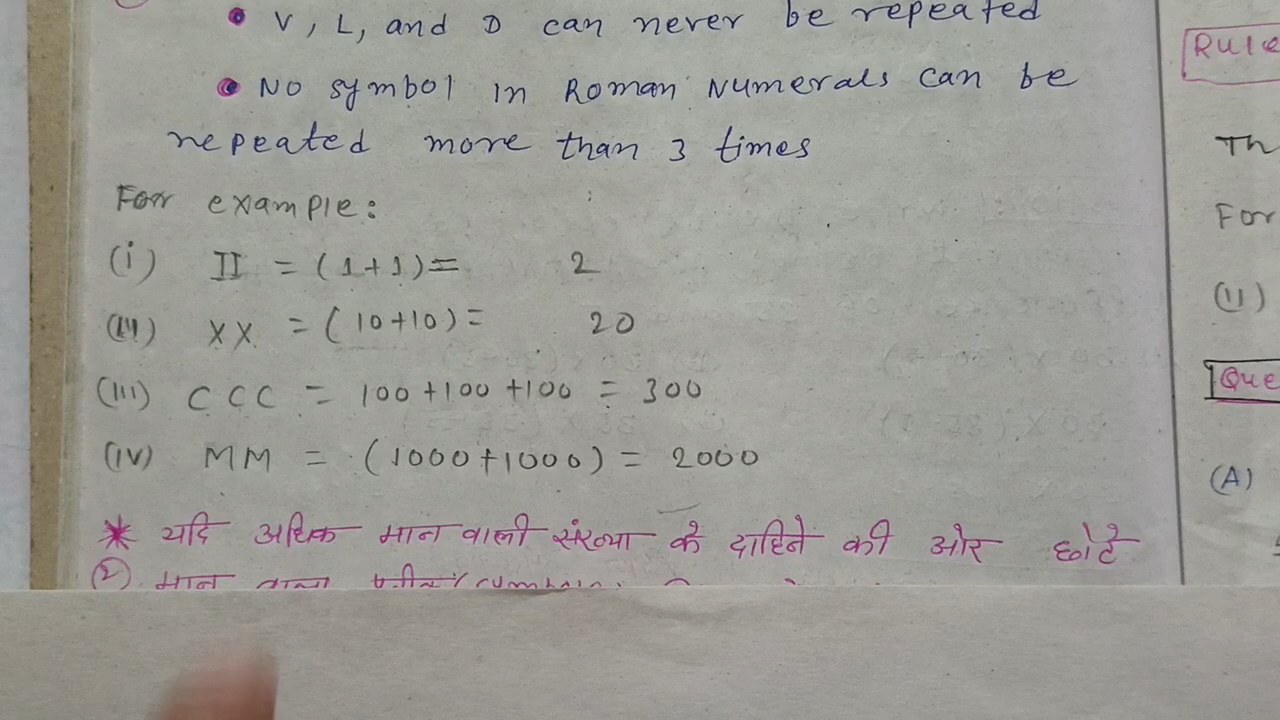 • V, L, and D can never be repeated
• No symbol in Roman Numerals can be
repeated more than 3 times
For example:
(i) II = (1+1) = 2
(II) XX = (10+10) = 20
(III) CCC = 100+100+100 = 300
(IV) MM = (1000+1000) = 2000
* यदि अधिक मान वाली संख्या के दाहिने की ओर छोटे
(2) मान वाला
Rule
Th
For
(II)
Que
(A)